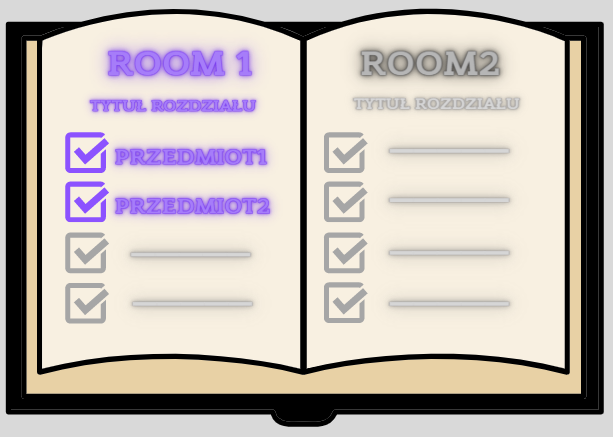 ROOM 1
TYTUŁ ROZDZIAŁU
PRZEDMIOT1
PRZEDMIOT2
ROOM2
TYTUŁ ROZDZIAŁU